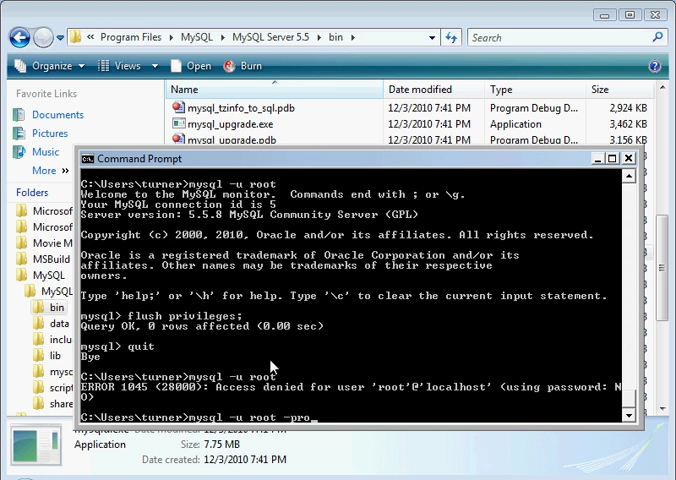 « Program Files ▸ MySQL ▸ MySQL Server 5.5 ▸ bin ▸
Search
Organize Views Open Burn
Favorite Links
Documents
Pictures
Music
More »
Folders
Microsof
Microsof
Movie M
MSBuild
MySQL
MySQL
bin
data
inclu
lib
mysc
script
share
Name Date modified Type Size
mysql_tzinfo_to_sql.pdb 12/3/2010 7:41 PM Program Debug D... 2,924 KB
mysql_upgrade.exe 12/3/2010 7:41 PM Application 3,462 KB
mysql_upgrade.pdb 12/3/2010 7:41 PM Program Debug D... 3,156 KB
Command Prompt
C:\Users\turner>mysql -u root
Welcome to the MySQL monitor.  Commands end with ; or \g.
Your MySQL connection id is 5
Server version: 5.5.8 MySQL Community Server (GPL)
Copyright (c) 2000, 2010, Oracle and/or its affiliates. All rights reserved.
Oracle is a registered trademark of Oracle Corporation and/or its
affiliates. Other names may be trademarks of their respective
owners.
Type 'help;' or '\h' for help. Type '\c' to clear the current input statement.
mysql> flush privileges;
Query OK, 0 rows affected (0.00 sec)
mysql> quit
Bye
C:\Users\turner>mysql -u root
ERROR 1045 (28000): Access denied for user 'root'@'localhost' (using password: N
O)
C:\Users\turner>mysql -u root -pro_
Application Size: 7.75 MB
Date created: 12/3/2010 7:41 PM